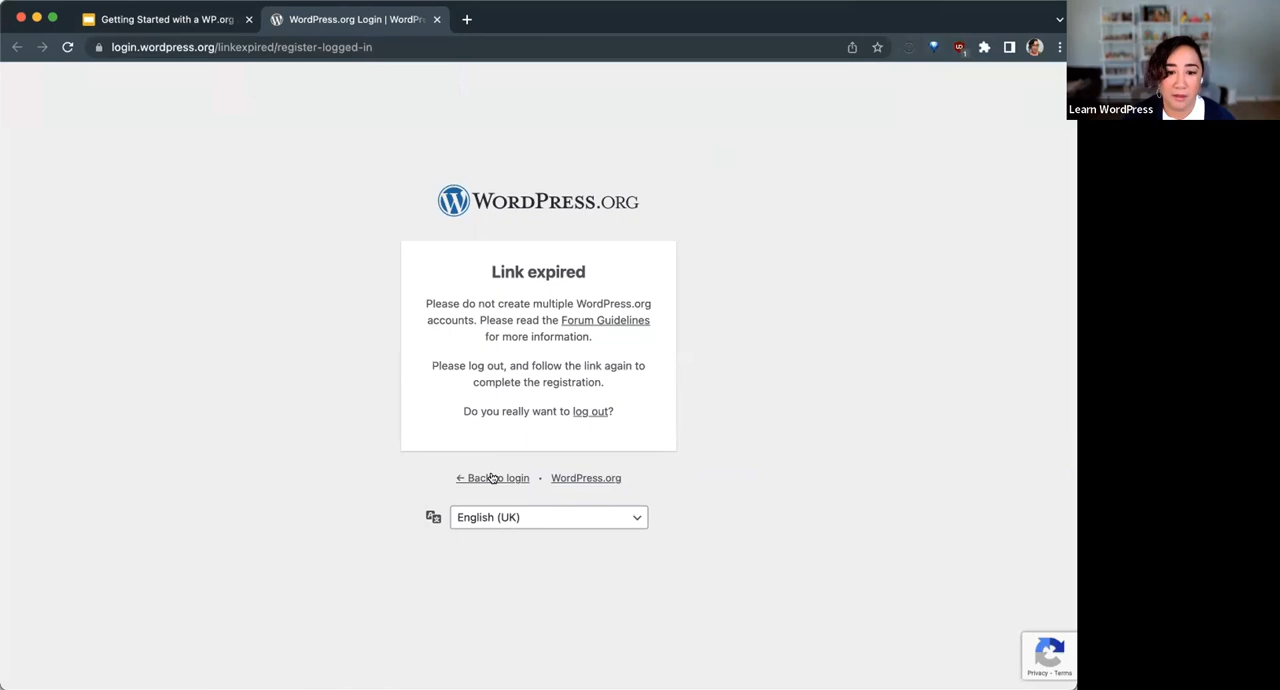 Getting Started with a WP.org
WordPress.org Login | WordPr
login.wordpress.org/linkexpired/register-logged-in
Learn WordPress
WORDPRESS.ORG
Link expired
Please do not create multiple WordPress.org
accounts. Please read the Forum Guidelines
for more information.
Please log out, and follow the link again to
complete the registration.
Do you really want to log out?
← Back to login • WordPress.org
English (UK)
Privacy - Terms